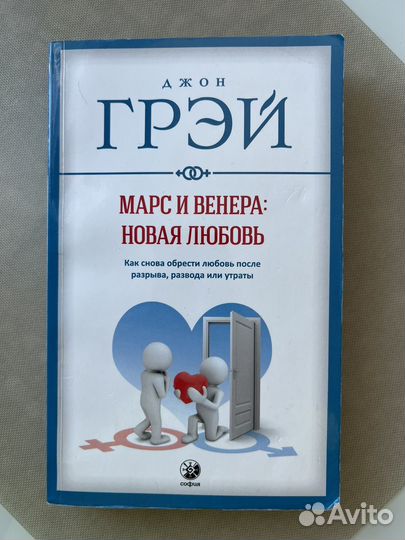 ДЖОН
ГРЭЙ
МАРС И ВЕНЕРА:
НОВАЯ ЛЮБОВЬ
Как снова обрести любовь после
разрыва, развода или утраты
СОФИЯ
Avito